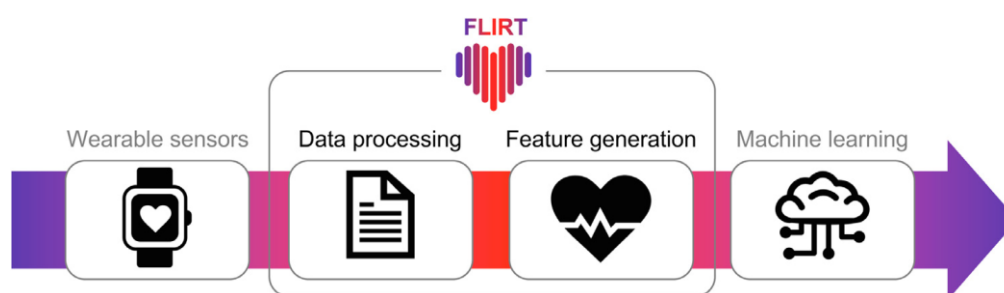 FLIRT
Wearable sensors
Data processing
Feature generation
Machine learning